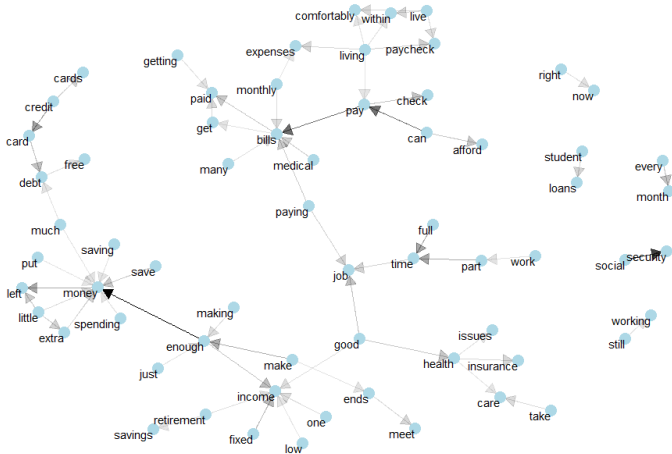 comfortably
within
live
getting
expenses
living
paycheck
cards
paid
monthly
right
credit
pay
check
now
card
get
bills
can
afford
student
free
many
medical
every
debt
loans
month
paying
much
full
saving
put
job
time
part
work
social
security
save
left
money
little
extra
spending
making
working
enough
good
issues
still
just
make
health
insurance
income
ends
care
retirement
one
take
savings
fixed
low
meet